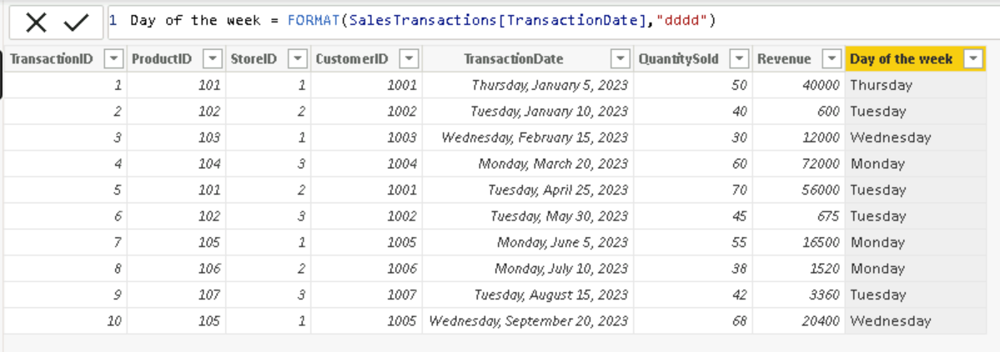 1 Day of the week = FORMAT(SalesTransactions[TransactionDate],"dddd")
TransactionID ProductID StoreID CustomerID TransactionDate QuantitySold Revenue Day of the week
1 101 1 1001 Thursday, January 5, 2023 50 40000 Thursday
2 102 2 1002 Tuesday, January 10, 2023 40 600 Tuesday
3 103 1 1003 Wednesday, February 15, 2023 30 12000 Wednesday
4 104 3 1004 Monday, March 20, 2023 60 72000 Monday
5 101 2 1001 Tuesday, April 25, 2023 70 56000 Tuesday
6 102 3 1002 Tuesday, May 30, 2023 45 675 Tuesday
7 105 1 1005 Monday, June 5, 2023 55 16500 Monday
8 106 2 1006 Monday, July 10, 2023 38 1520 Monday
9 107 3 1007 Tuesday, August 15, 2023 42 3360 Tuesday
10 105 1 1005 Wednesday, September 20, 2023 68 20400 Wednesday